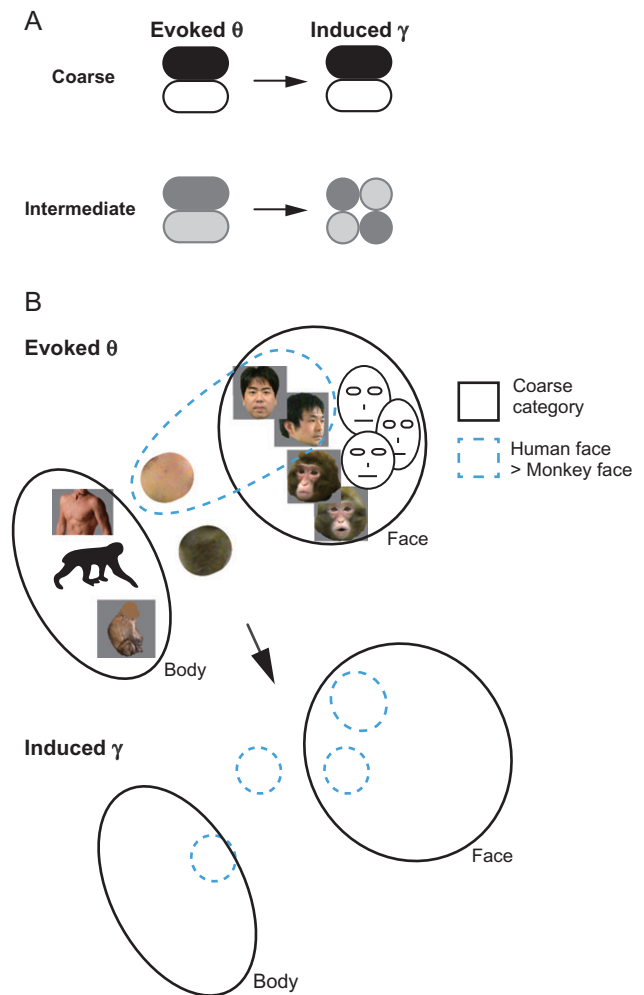 A
Evoked θ Induced γ
Coarse
Intermediate
B
Evoked θ
Coarse
category
Human face
> Monkey face
Face
Body
Induced γ
Face
Body